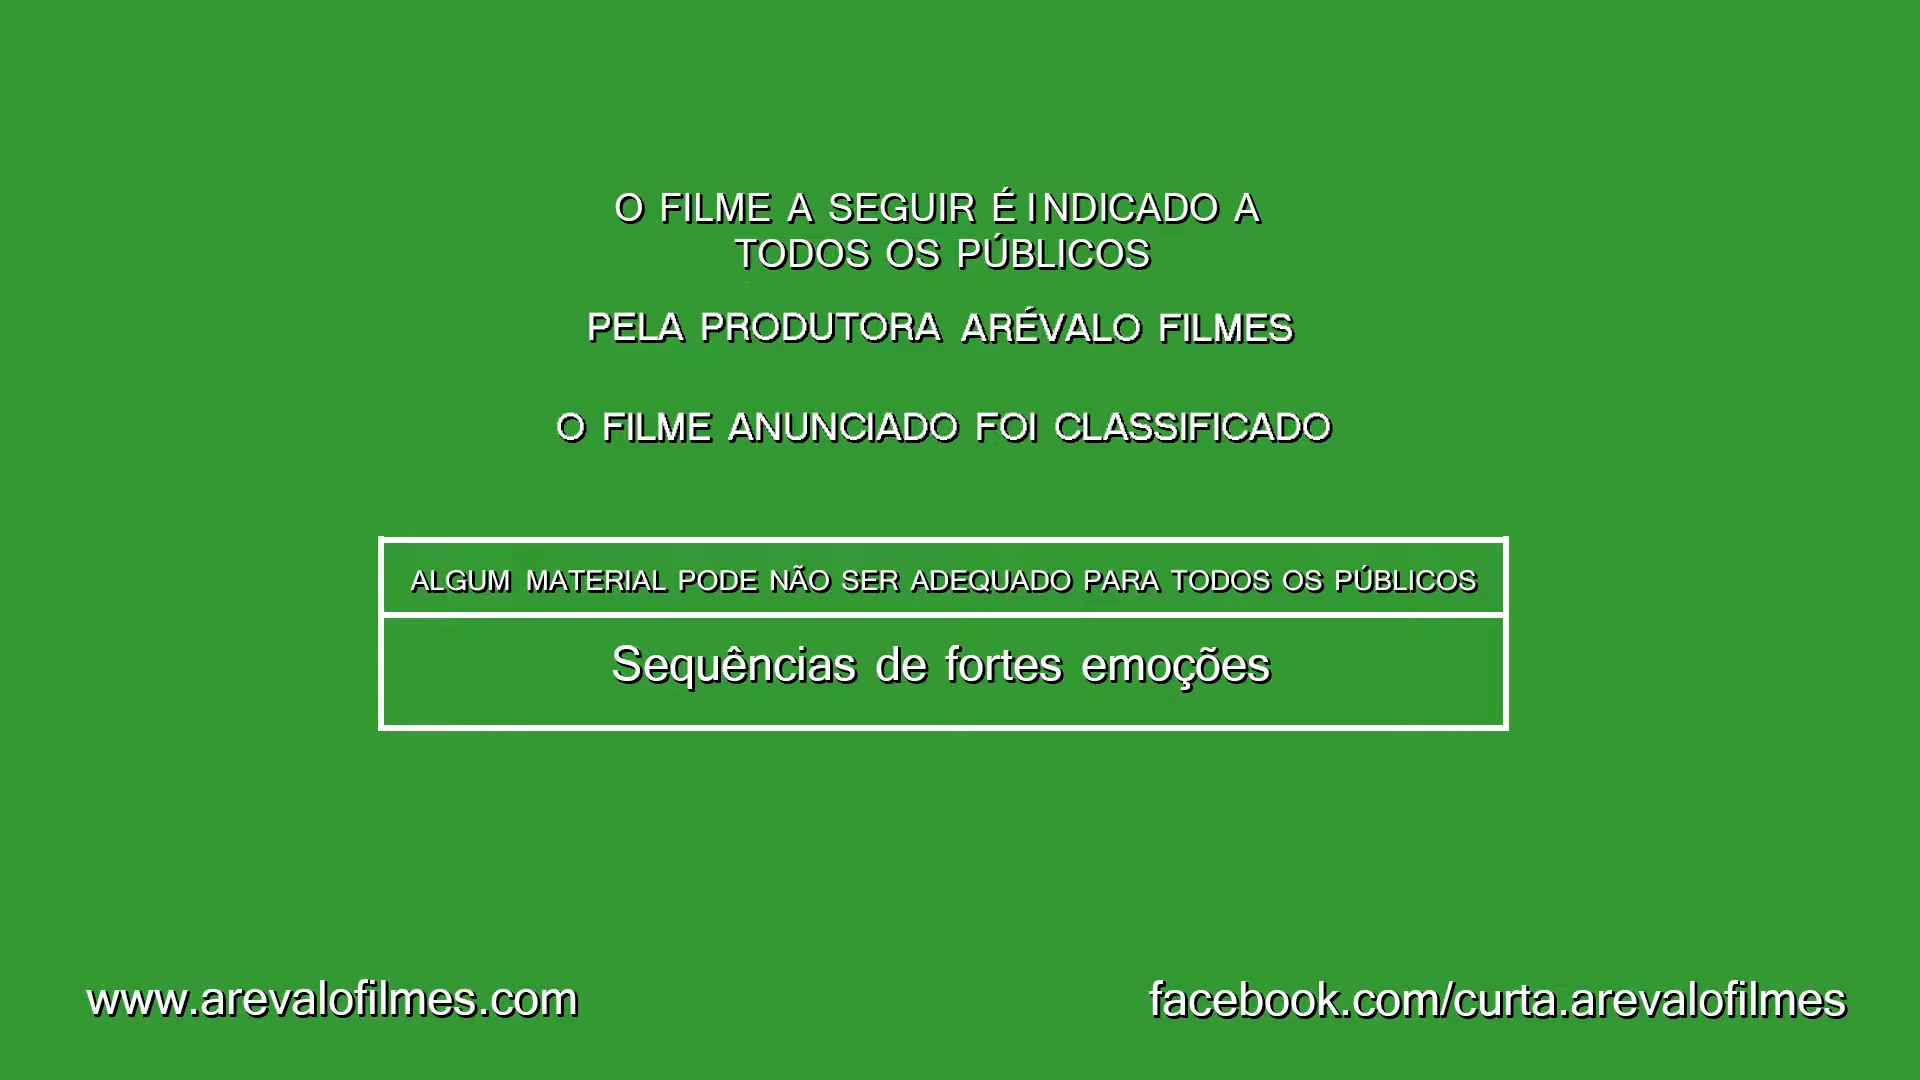 O FILME A SEGUIR É INDICADO A
TODOS OS PÚBLICOS
PELA PRODUTORA ARÉVALO FILMES
O FILME ANUNCIADO FOI CLASSIFICADO
ALGUM MATERIAL PODE NÃO SER ADEQUADO PARA TODOS OS PÚBLICOS
Sequências de fortes emoções
www.arevalofilmes.com
facebook.com/curta.arevalofilmes